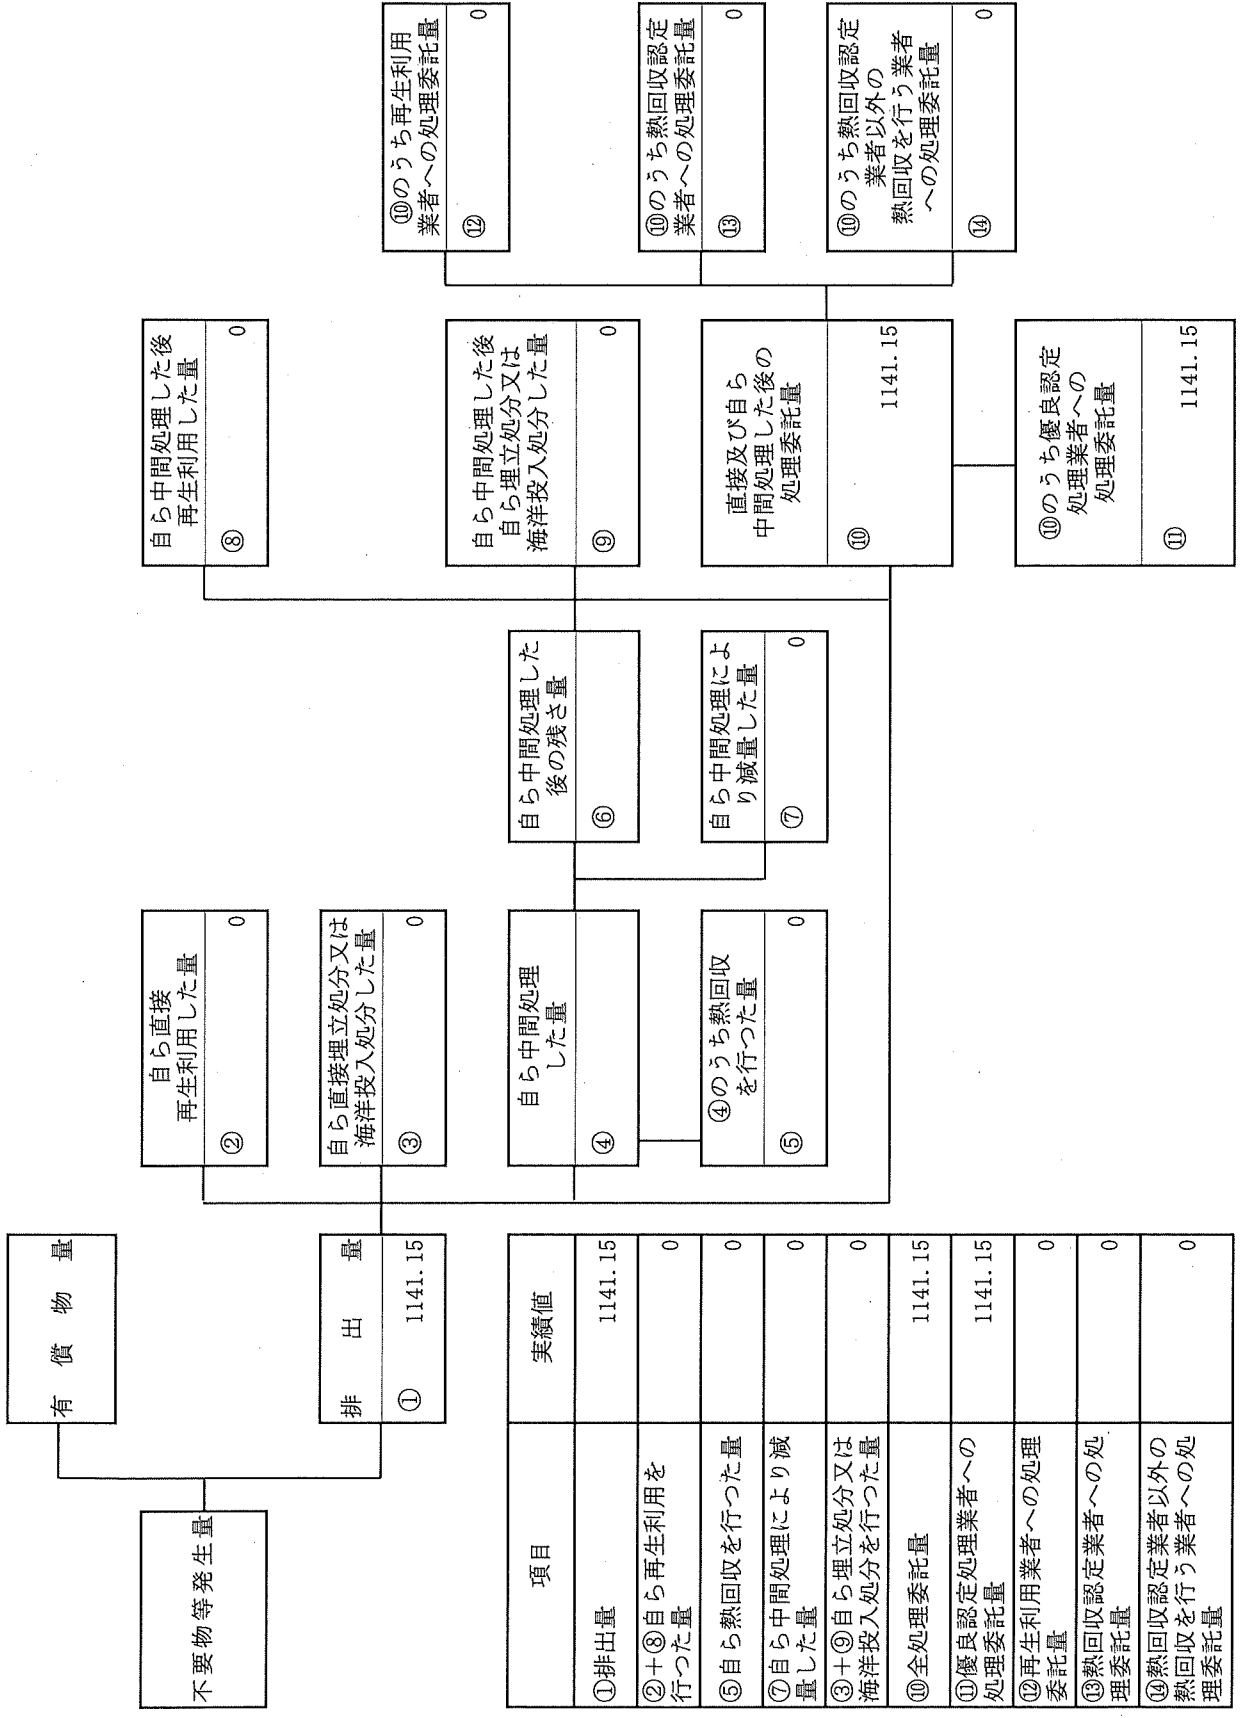 不要物等発生量
有償物量
排出量
① 1141.15
自ら直接
再生利用した量
② 0
自ら直接埋立処分又は
海洋投入処分した量
③ 0
自ら中間処理
した量
④
④のうち熱回収
を行つた量
⑤ 0
自ら中間処理した
後の残さ量
⑥
自ら中間処理によ
り減量した量
⑦ 0
自ら中間処理した後
再生利用した量
⑧ 0
自ら中間処理した後
自ら埋立処分又は
海洋投入処分した量
⑨ 0
直接及び自ら
中間処理した後の
処理委託量
⑩ 1141.15
⑩のうち優良認定
処理業者への
処理委託量
⑪ 1141.15
⑩のうち再生利用
業者への処理委託量
⑫ 0
⑩のうち熱回収認定
業者への処理委託量
⑬ 0
⑩のうち熱回収認定
業者以外の
熱回収を行う業者
への処理委託量
⑭ 0
項目 実績値
①排出量 1141.15
②+⑧自ら再生利用を
行つた量 0
⑤自ら熱回収を行つた量 0
⑦自ら中間処理により減
量した量 0
③+⑨自ら埋立処分又は
海洋投入処分を行つた量 0
⑩全処理委託量 1141.15
⑪優良認定処理業者への
処理委託量 1141.15
⑫再生利用業者への処理
委託量 0
⑬熱回収認定業者への処
理委託量 0
⑭熱回収認定業者以外の
熱回収を行う業者への処
理委託量 0